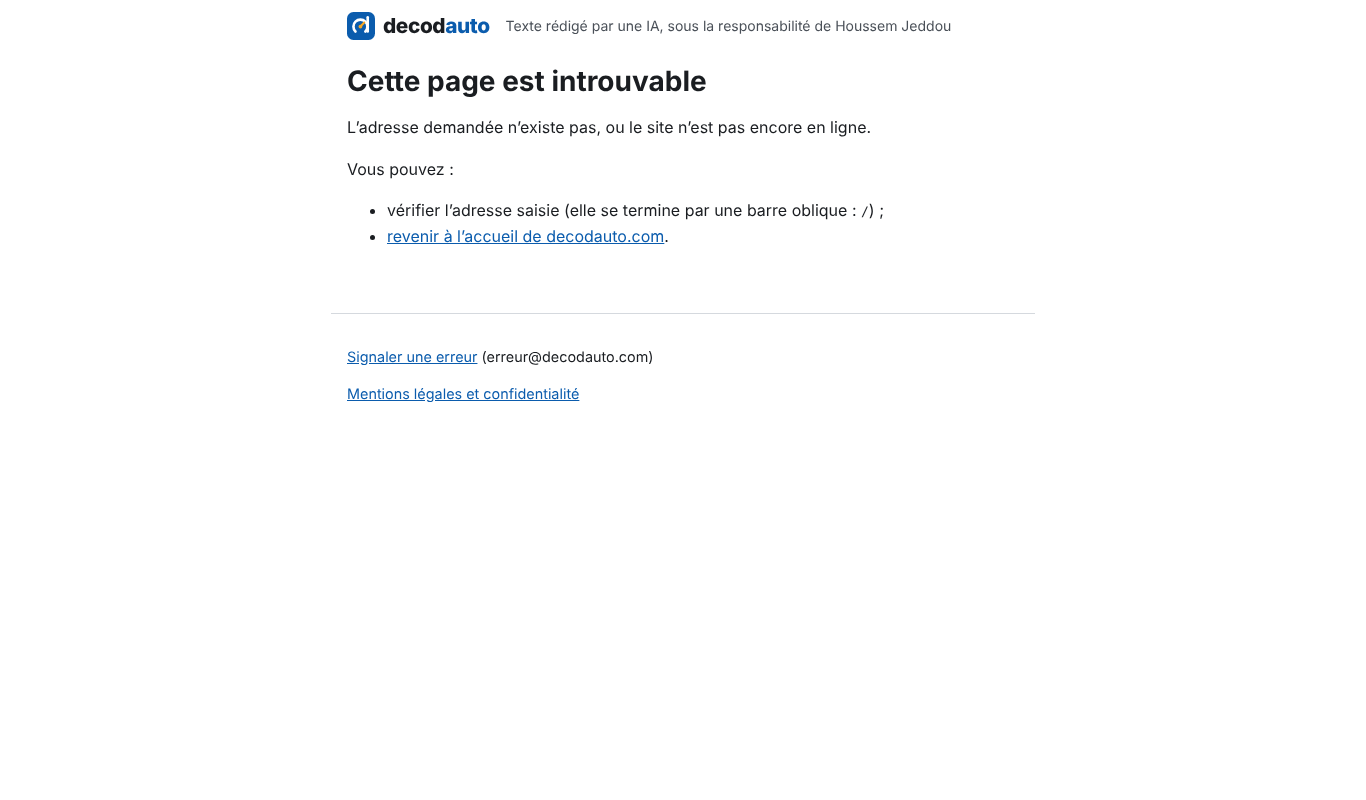 decodauto Texte rédigé par une IA, sous la responsabilité de Houssem Jeddou
Cette page est introuvable
L’adresse demandée n’existe pas, ou le site n’est pas encore en ligne.
Vous pouvez :
• vérifier l’adresse saisie (elle se termine par une barre oblique : /) ;
• revenir à l’accueil de decodauto.com.
Signaler une erreur (erreur@decodauto.com)
Mentions légales et confidentialité